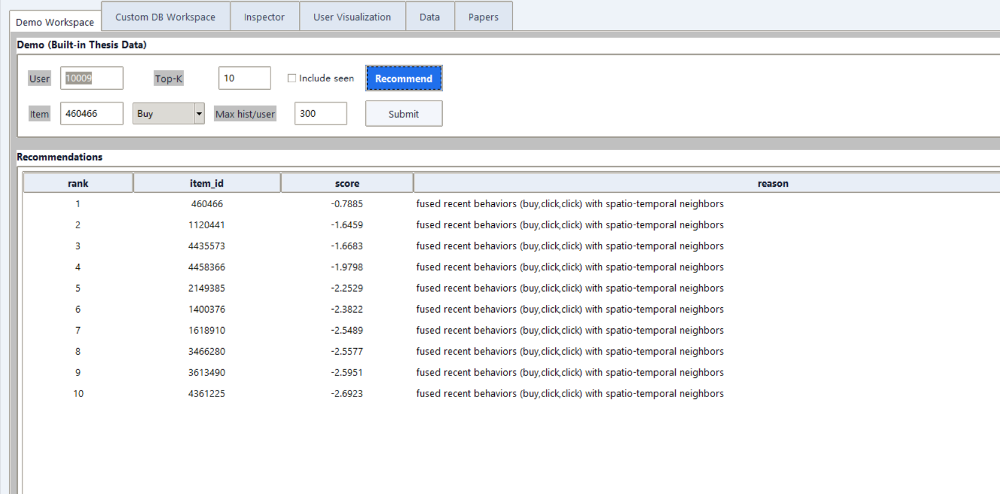 Demo Workspace Custom DB Workspace Inspector User Visualization Data Papers
Demo (Built-in Thesis Data)
User 10009 Top-K 10 Include seen Recommend
Item 460466 Buy Max hist/user 300 Submit
Recommendations
rank item_id score reason
1 460466 -0.7885 fused recent behaviors (buy,click,click) with spatio-temporal neighbors
2 1120441 -1.6459 fused recent behaviors (buy,click,click) with spatio-temporal neighbors
3 4435573 -1.6683 fused recent behaviors (buy,click,click) with spatio-temporal neighbors
4 4458366 -1.9798 fused recent behaviors (buy,click,click) with spatio-temporal neighbors
5 2149385 -2.2529 fused recent behaviors (buy,click,click) with spatio-temporal neighbors
6 1400376 -2.3822 fused recent behaviors (buy,click,click) with spatio-temporal neighbors
7 1618910 -2.5489 fused recent behaviors (buy,click,click) with spatio-temporal neighbors
8 3466280 -2.5577 fused recent behaviors (buy,click,click) with spatio-temporal neighbors
9 3613490 -2.5951 fused recent behaviors (buy,click,click) with spatio-temporal neighbors
10 4361225 -2.6923 fused recent behaviors (buy,click,click) with spatio-temporal neighbors